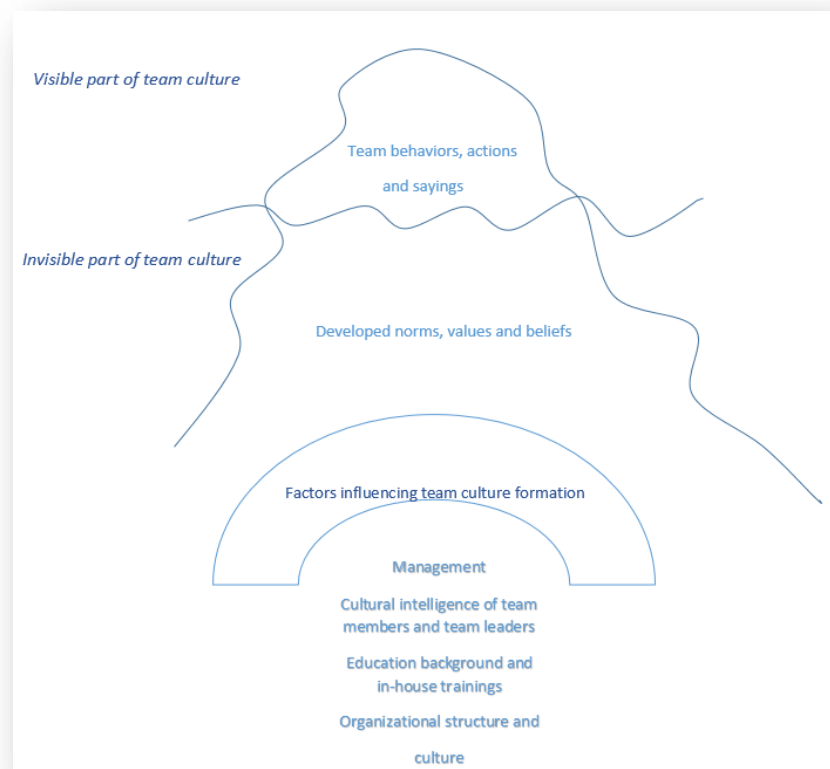 Visible part of team culture
Team behaviors, actions
and sayings
Invisible part of team culture
Developed norms, values and beliefs
Factors influencing team culture formation
Management
Cultural intelligence of team
members and team leaders
Education background and
in-house trainings
Organizational structure and
culture